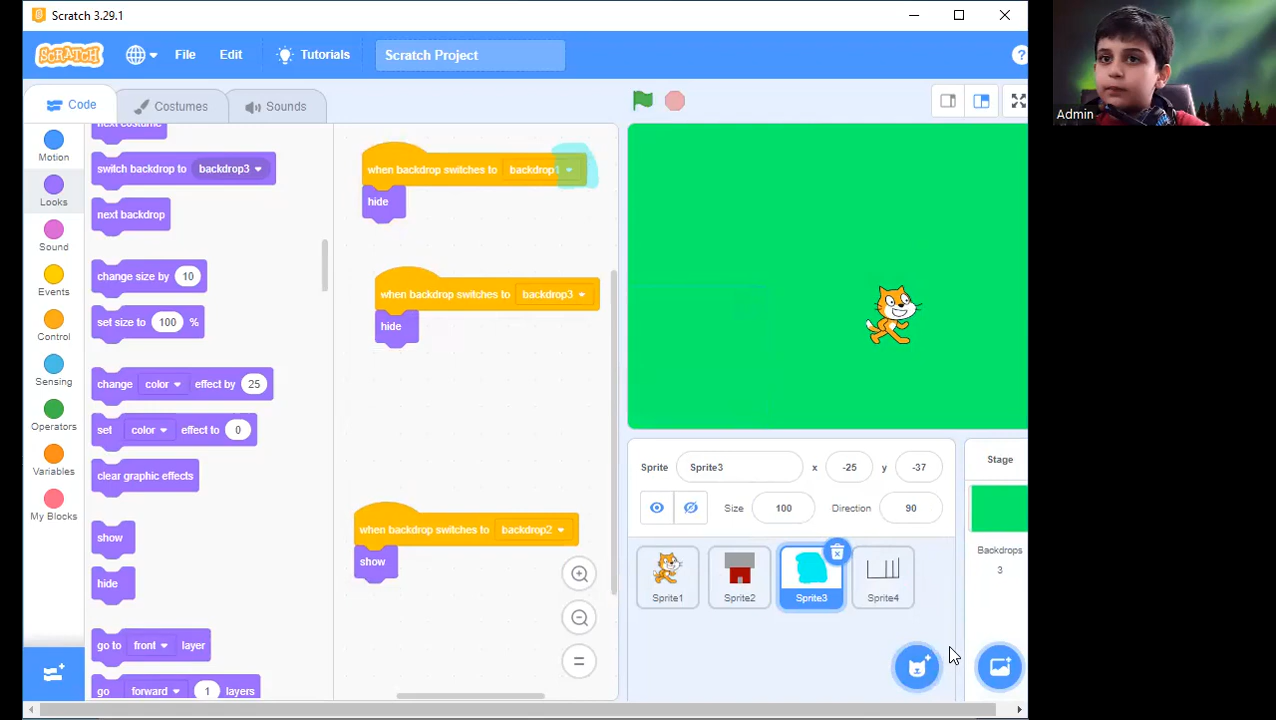 Scratch 3.29.1
SCRATCH
File
Edit
Tutorials
Scratch Project
Admin
Code
Costumes
Sounds
Motion
Looks
Sound
Events
Control
Sensing
Operators
Variables
My Blocks
next costume
switch backdrop to backdrop3
next backdrop
change size by 10
set size to 100 %
change color effect by 25
set color effect to 0
clear graphic effects
show
hide
go to front layer
go forward 1 layers
when backdrop switches to backdrop1
hide
when backdrop switches to backdrop3
hide
when backdrop switches to backdrop2
show
Sprite Sprite3 x -25 y -37
Size 100 Direction 90
Sprite1
Sprite2
Sprite3
Sprite4
Stage
Backdrops
3